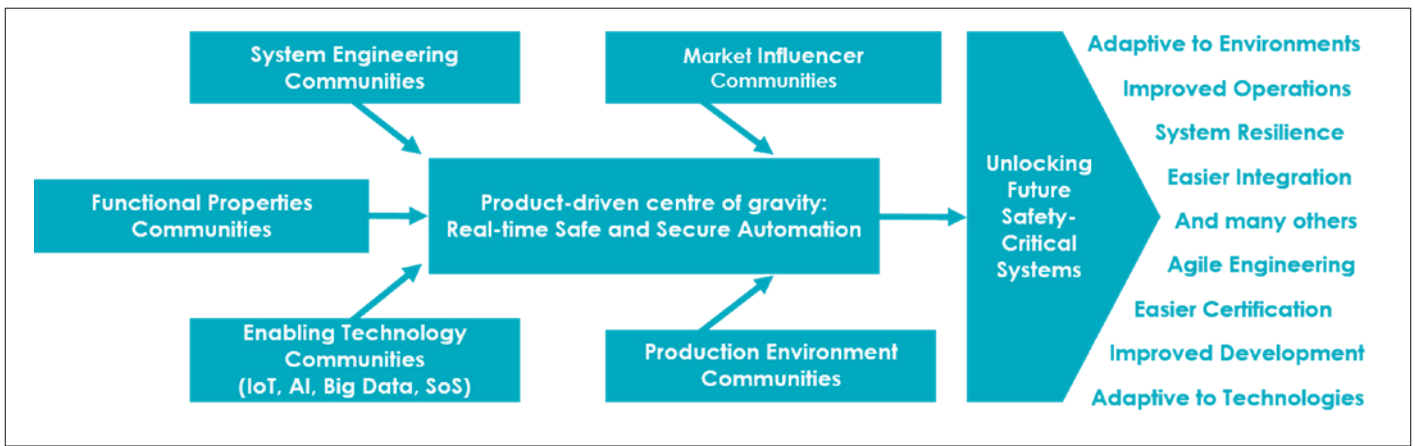 System Engineering
Communities
Market Influencer
Communities
Functional Properties
Communities
Product-driven centre of gravity:
Real-time Safe and Secure Automation
Enabling Technology
Communities
(IoT, AI, Big Data, SoS)
Production Environment
Communities
Unlocking
Future
Safety-
Critical
Systems
Adaptive to Environments
Improved Operations
System Resilience
Easier Integration
And many others
Agile Engineering
Easier Certification
Improved Development
Adaptive to Technologies